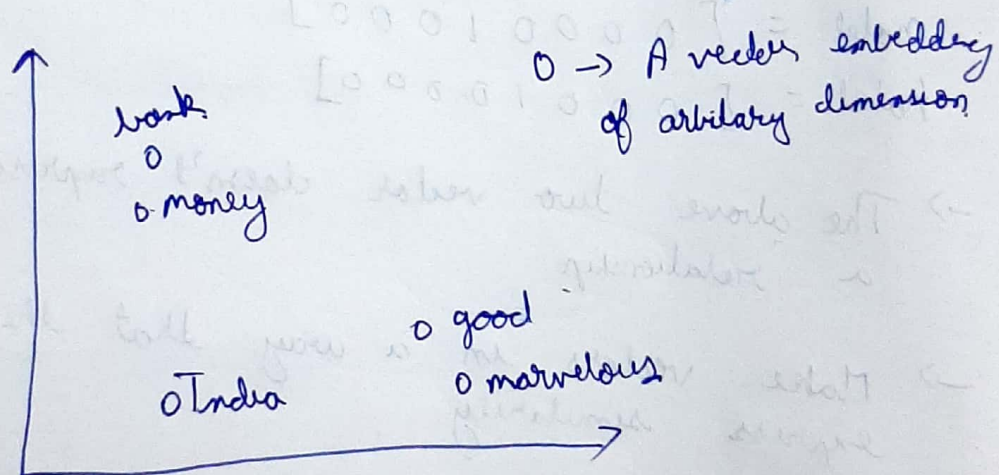 O → A vector embedding
of arbitary dimension
bank
o
o money
o good
o marvelous
o India